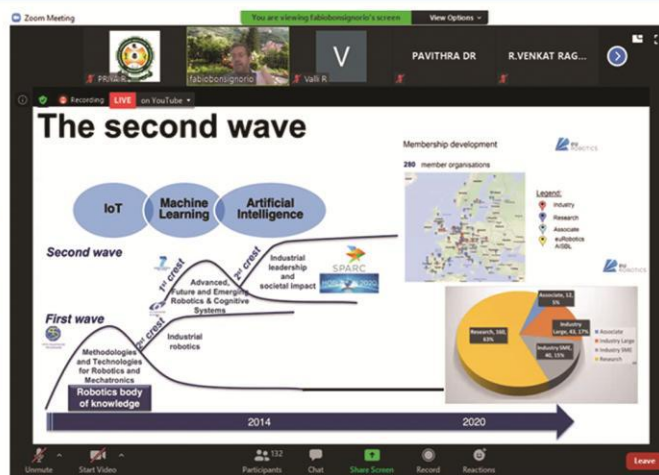 Zoom Meeting
You are viewing fabiobonsignorio's screen
View Options
PRIYA R
fabiobonsignorio
V
Valli R
PAVITHRA DR
R.VENKAT RAG...
Recording
LIVE
on YouTube
The second wave
IoT
Machine
Learning
Artificial
Intelligence
Second wave
1st crest
2nd crest
Advanced,
Future and Emerging
Robotics & Cognitive
Systems
Industrial
leadership
and
societal impact
SPARC
First wave
2nd crest
Industrial
robotics
Methodologies
and Technologies
for Robotics and
Mechatronics
Robotics body
of knowledge
2014
2020
Membership development
280 member organisations
eu
ROBOTICS
Legend:
Industry
Research
Associate
euRobotics
AISBL
eu
ROBOTICS
Associate, 12,
5%
Industry
Large, 43, 17%
Industry SME,
40, 15%
Research, 160,
63%
Associate
Industry Large
Industry SME
Research
Unmute
Start Video
132
Participants
Chat
Share Screen
Record
Reactions
Leave